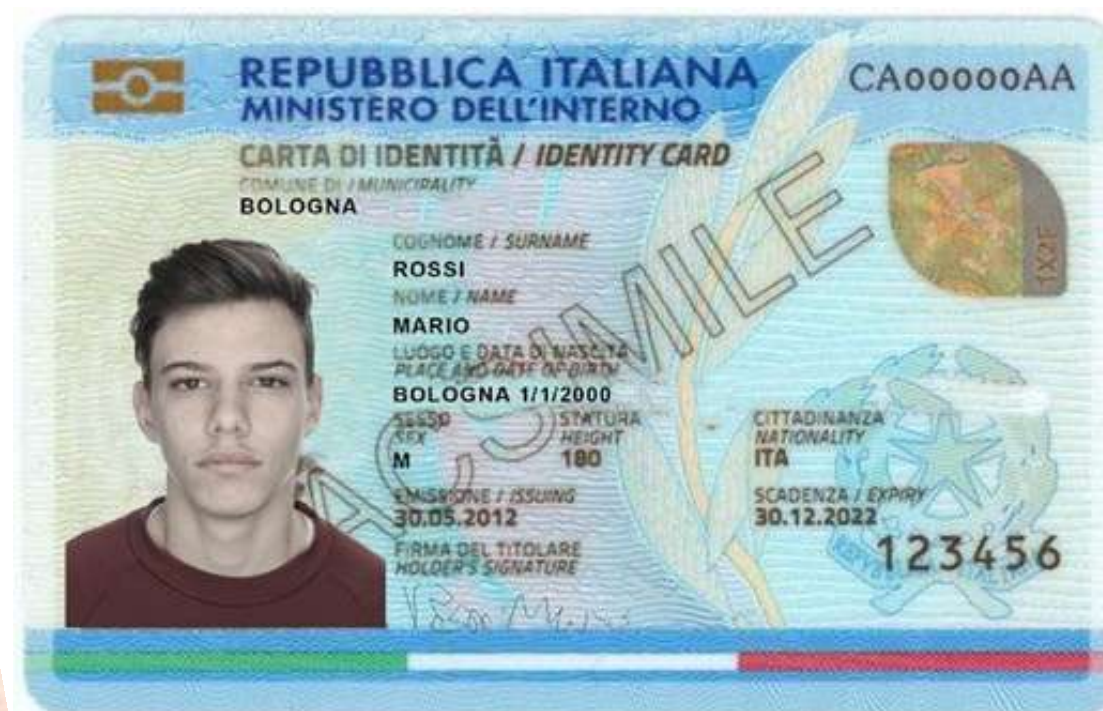 REPUBBLICA ITALIANA
MINISTERO DELL'INTERNO
CA00000AA
CARTA DI IDENTITÀ / IDENTITY CARD
COMUNE DI / MUNICIPALITY
BOLOGNA
COGNOME / SURNAME
ROSSI
NOME / NAME
MARIO
LUOGO E DATA DI NASCITA
PLACE AND DATE OF BIRTH
BOLOGNA 1/1/2000
SESSO STATURA CITTADINANZA
SEX HEIGHT NATIONALITY
M 180 ITA
EMISSIONE / ISSUING SCADENZA / EXPIRY
30.05.2012 30.12.2022
FIRMA DEL TITOLARE
HOLDER'S SIGNATURE
123456
FACSIMILE
1X2E